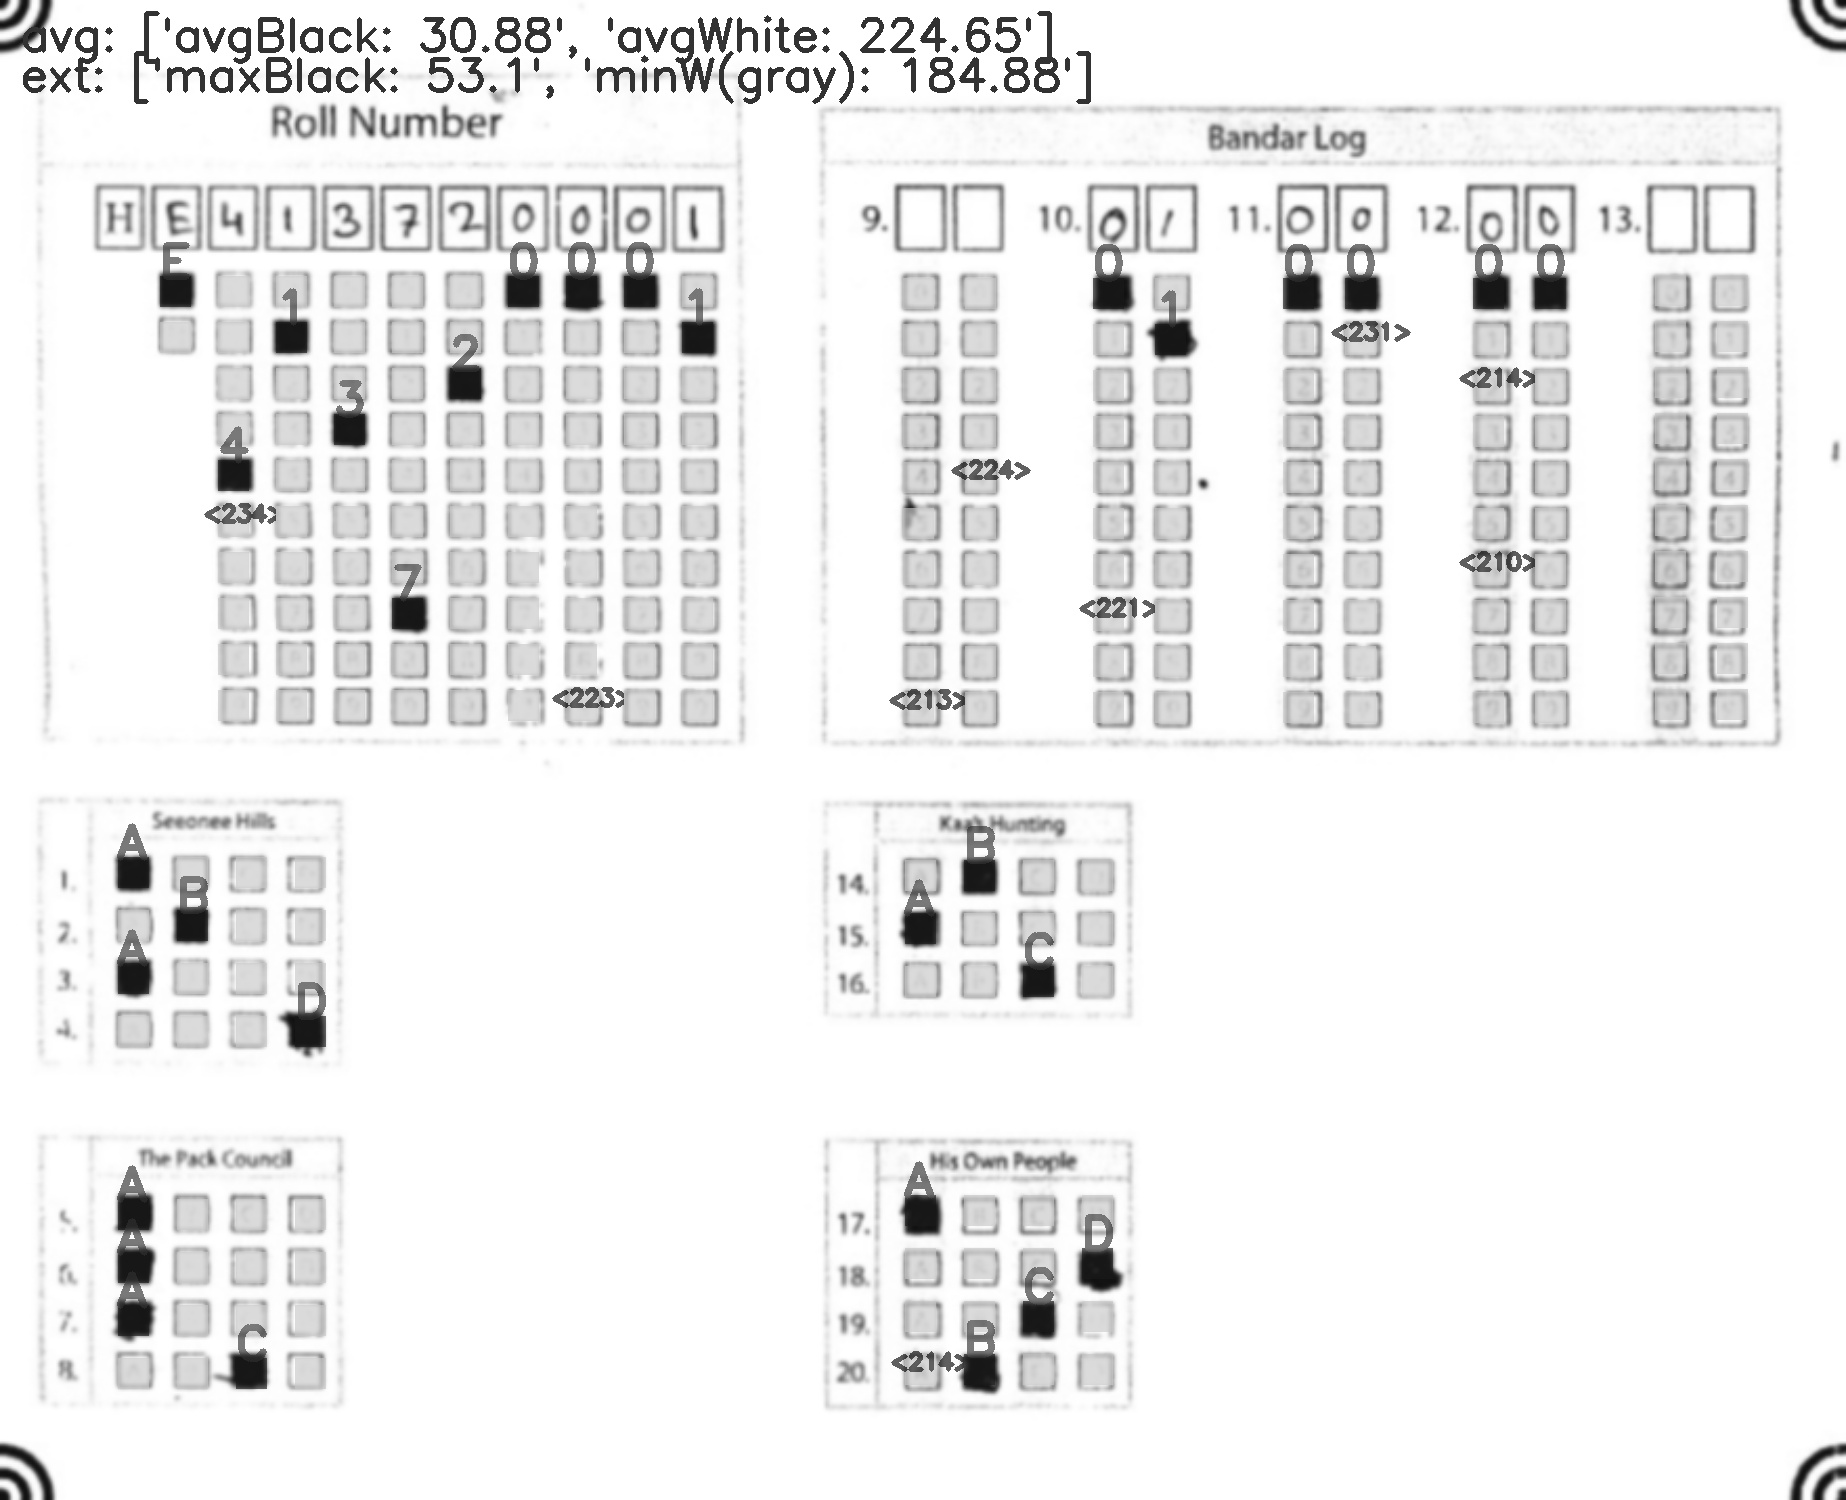 avg: ['avgBlack: 30.88', 'avgWhite: 224.65']
ext: ['maxBlack: 53.1', 'minW(gray): 184.88']
Roll Number
H E 4 1 3 7 2 0 0 0 1
E 0 0 0
1 1
2
3
4
<234>
7
<223>
Bandar Log
9. 10. 0 1 11. 0 0 12. 0 0 13.
0 0 0 0 0
1 <231>
<214>
<224>
<210>
<221>
<213>
Seeonee Hills
1. A
2. B
3. A
4. D
Kaa's Hunting
14. B
15. A
16. C
The Pack Council
5. A
6. A
7. A
8. C
His Own People
17. A
18. D
19. C
20. <214> B